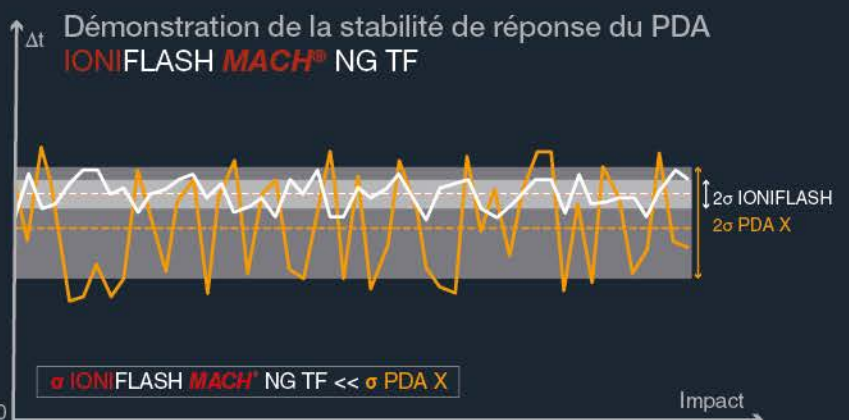 Δt
Démonstration de la stabilité de réponse du PDA
IONIFLASH MACH® NG TF
2σ IONIFLASH
2σ PDA X
σ IONIFLASH MACH® NG TF << σ PDA X
Impact
0